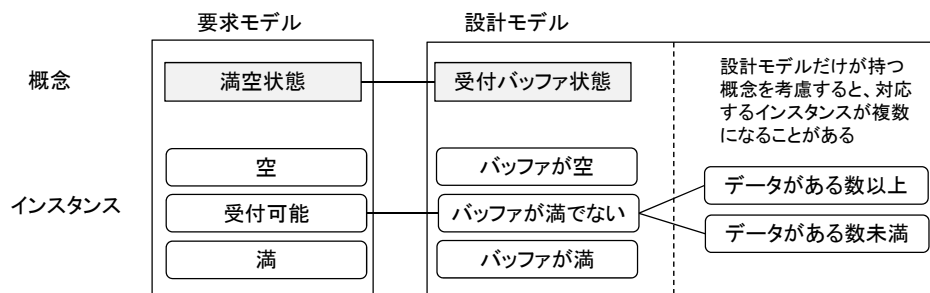 要求モデル
設計モデル
概念
満空状態
受付バッファ状態
設計モデルだけが持つ
概念を考慮すると、対応
するインスタンスが複数
になることがある
インスタンス
空
バッファが空
受付可能
バッファが満でない
データがある数以上
データがある数未満
満
バッファが満